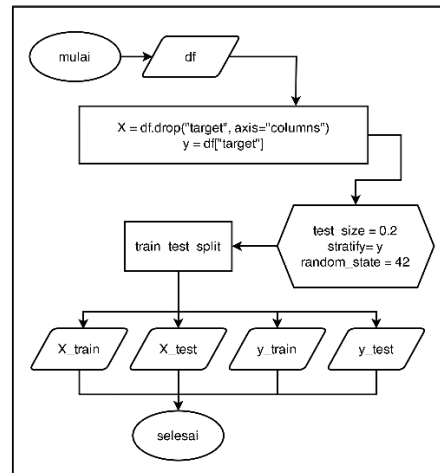 mulai
df
X = df.drop("target", axis="columns")
y = df["target"]
test_size = 0.2
stratify= y
random_state = 42
train_test_split
X_train
X_test
y_train
y_test
selesai